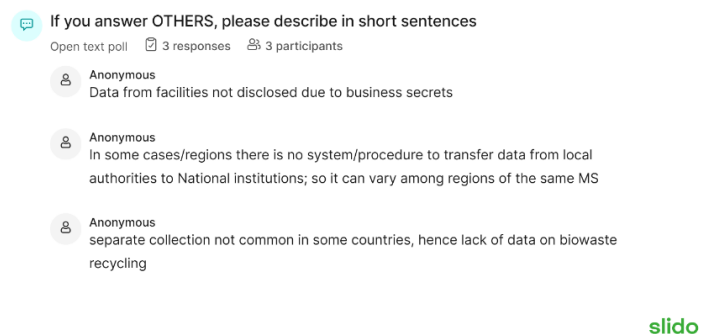 If you answer OTHERS, please describe in short sentences
Open text poll 3 responses 3 participants
Anonymous
Data from facilities not disclosed due to business secrets
Anonymous
In some cases/regions there is no system/procedure to transfer data from local
authorities to National institutions; so it can vary among regions of the same MS
Anonymous
separate collection not common in some countries, hence lack of data on biowaste
recycling
slido